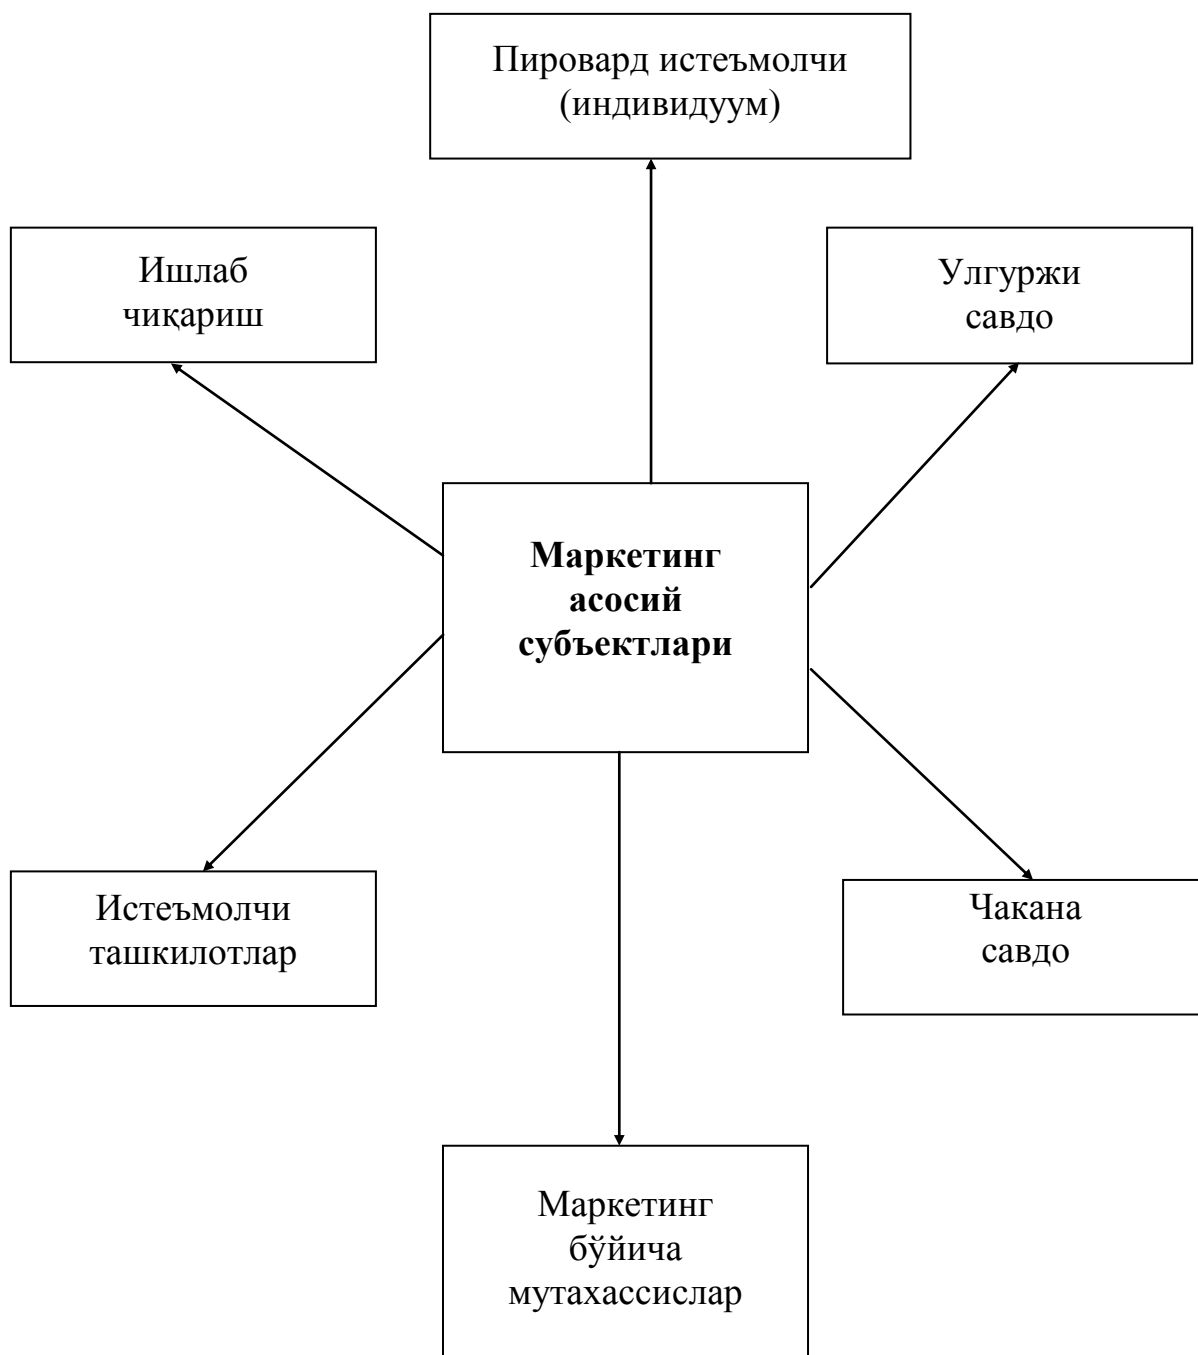 Пировард истеъмолчи
(индивидуум)
Ишлаб
чиқариш
Улгуржи
савдо
Маркетинг
асосий
субъектлари
Истеъмолчи
ташкилотлар
Чакана
савдо
Маркетинг
бўйича
мутахассислар